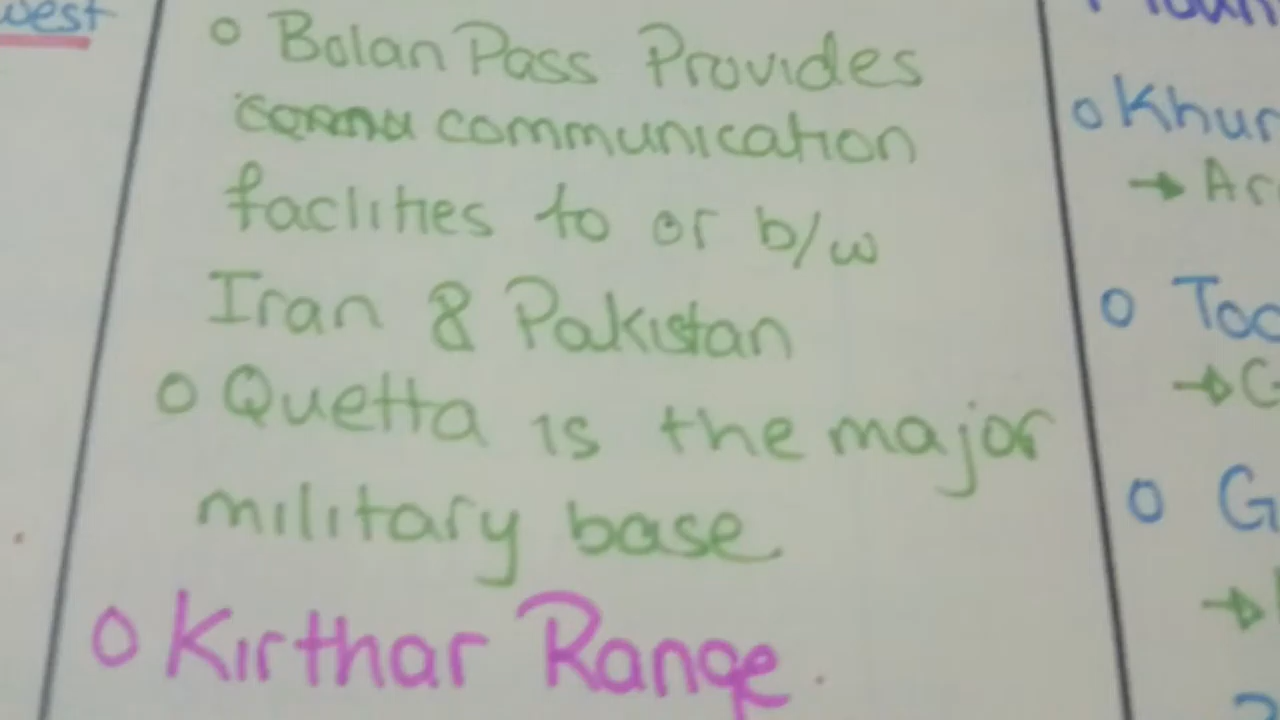 west
o Bolan Pass Provides
communication
faclities to or b/w
Iran & Pakistan
o Quetta is the major
military base
o Kirthar Range
o Khur
→ Ar
o Too
→ G
o G